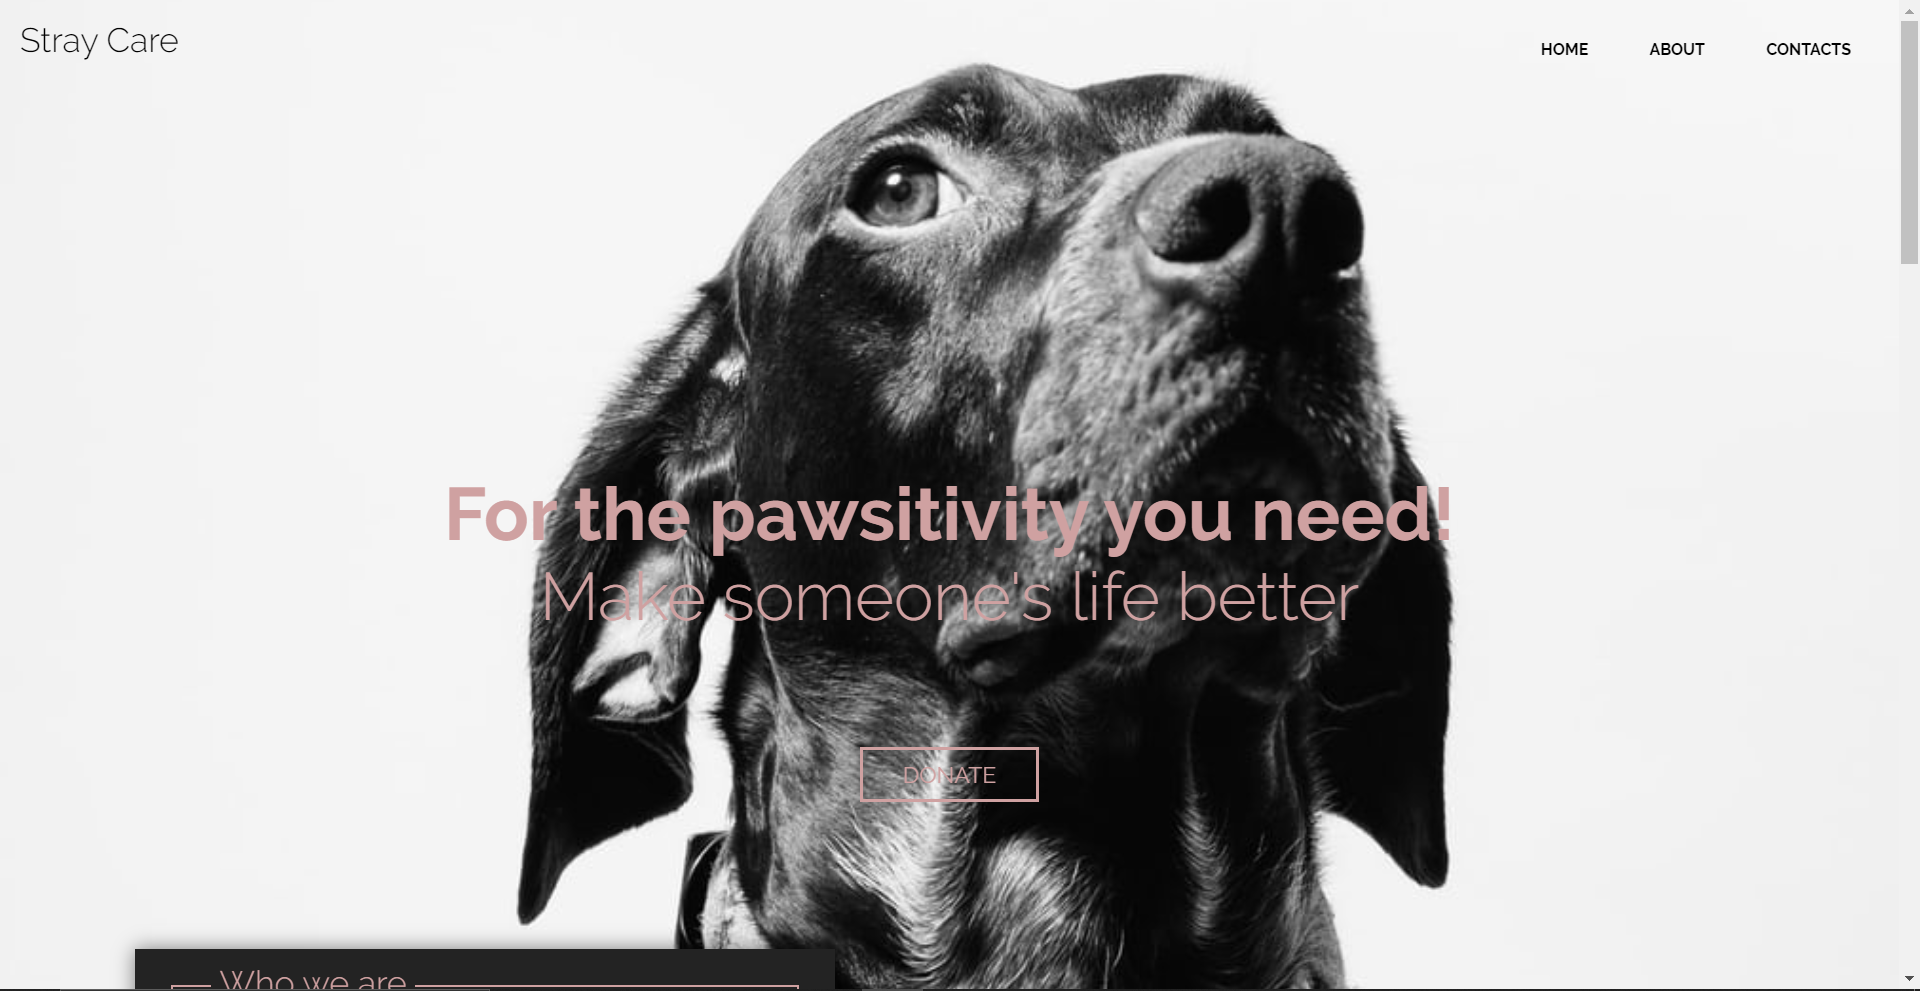 Stray Care
HOME ABOUT CONTACTS
For the pawsitivity you need!
Make someone's life better
DONATE
Who we are